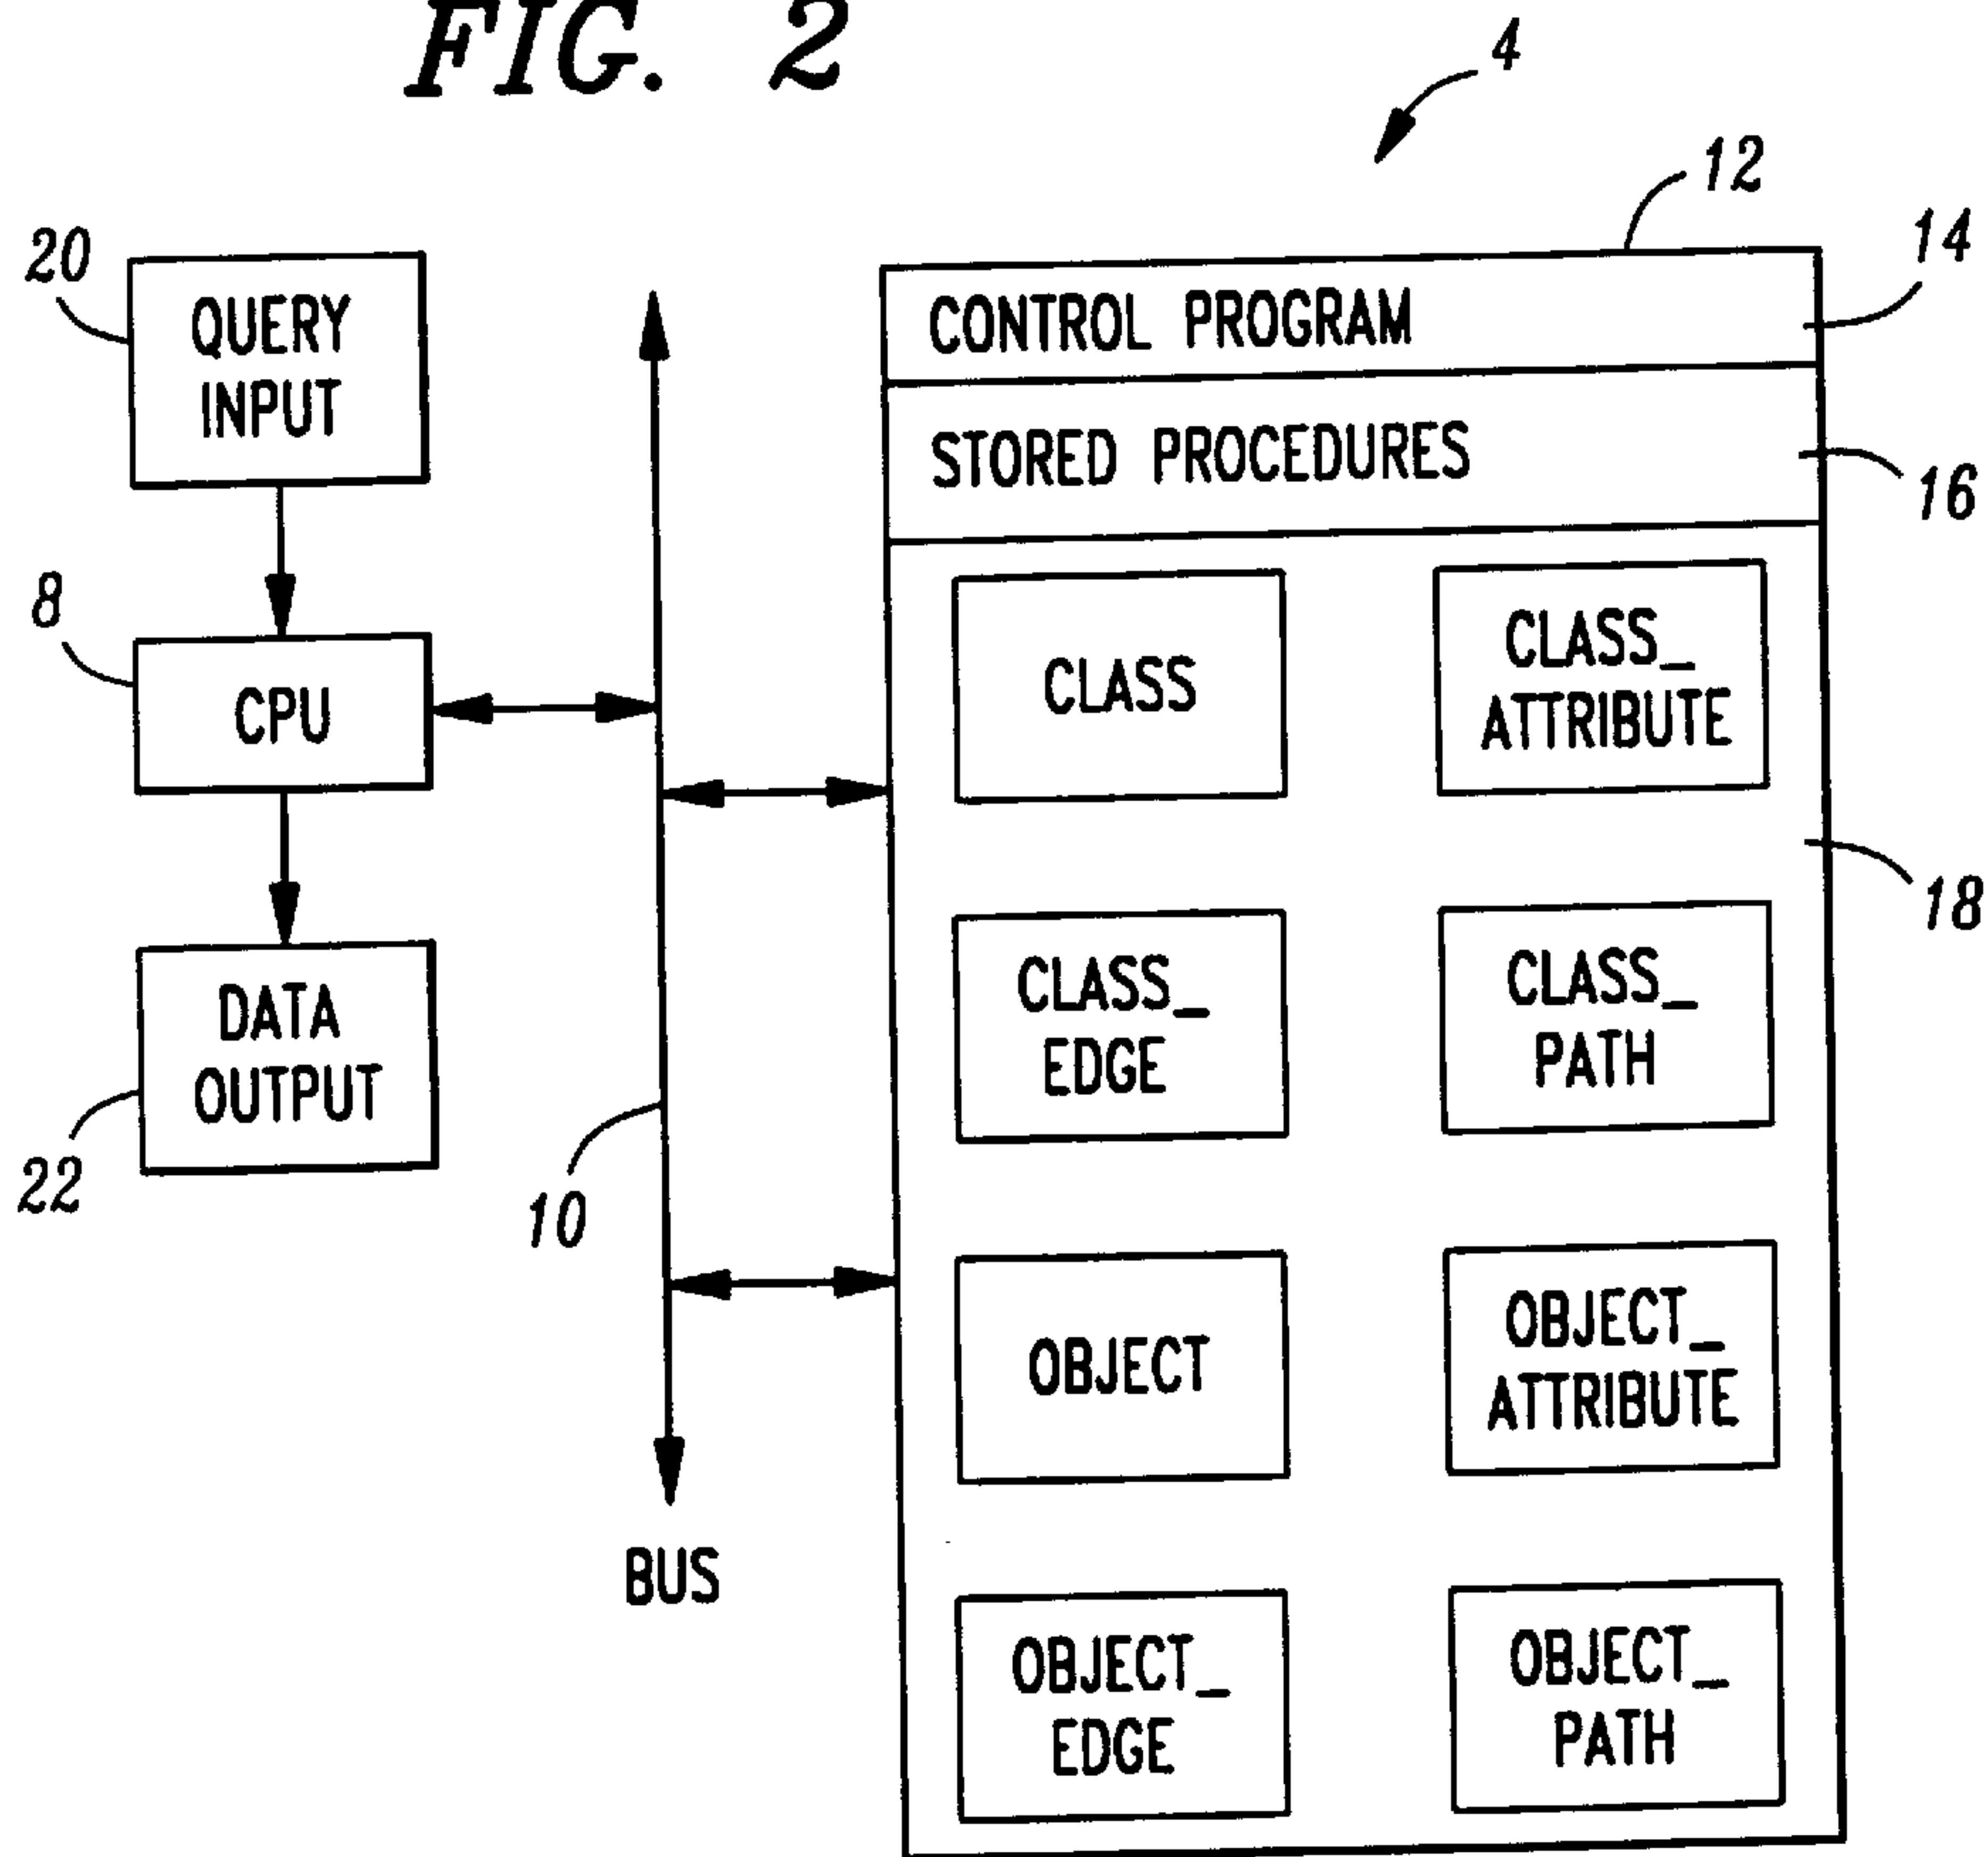 FIG. 2
4
12
14
20
QUERY
INPUT
CONTROL PROGRAM
STORED PROCEDURES
16
8
CPU
CLASS
CLASS_
ATTRIBUTE
18
DATA
OUTPUT
22
10
BUS
CLASS_
EDGE
CLASS_
PATH
OBJECT
OBJECT_
ATTRIBUTE
OBJECT_
EDGE
OBJECT_
PATH